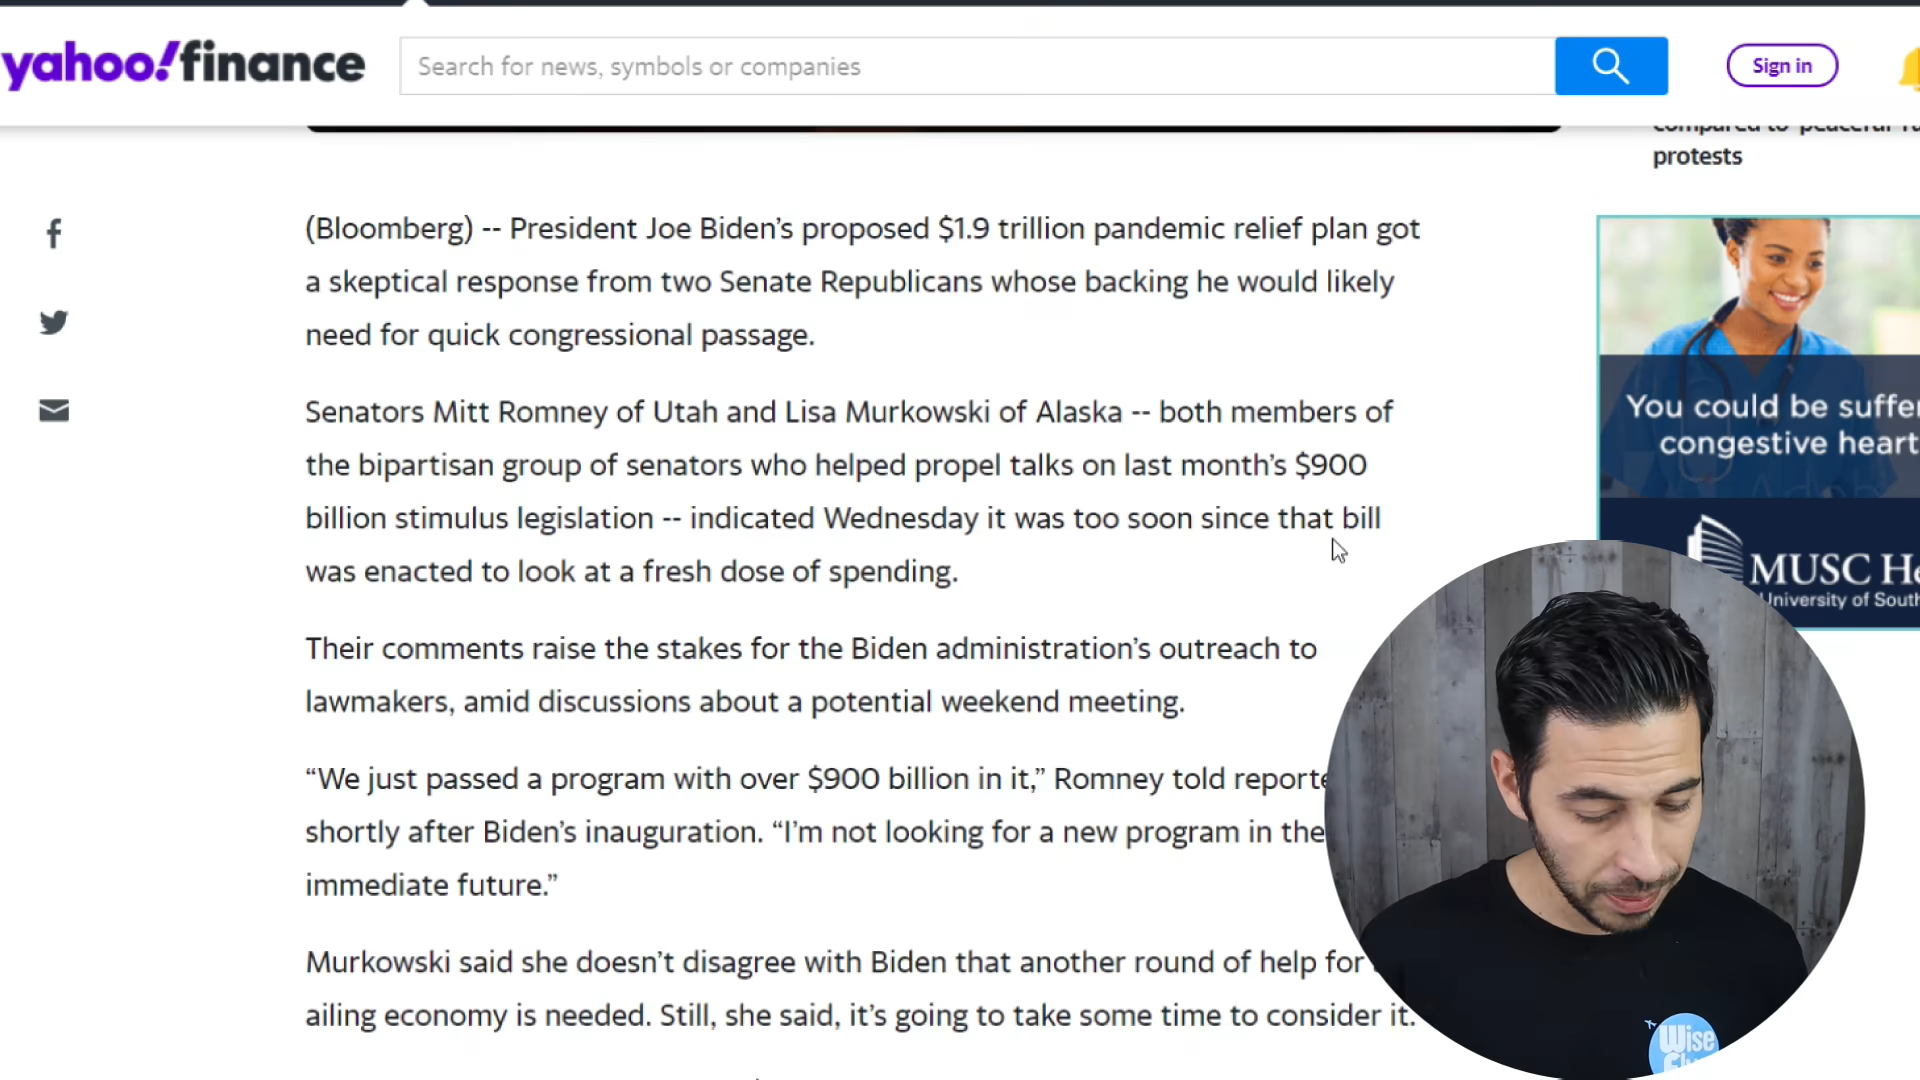 yahoo!finance
Search for news, symbols or companies
Sign in
protests
(Bloomberg) -- President Joe Biden’s proposed $1.9 trillion pandemic relief plan got
a skeptical response from two Senate Republicans whose backing he would likely
need for quick congressional passage.
Senators Mitt Romney of Utah and Lisa Murkowski of Alaska -- both members of
the bipartisan group of senators who helped propel talks on last month’s $900
billion stimulus legislation -- indicated Wednesday it was too soon since that bill
was enacted to look at a fresh dose of spending.
Their comments raise the stakes for the Biden administration’s outreach to
lawmakers, amid discussions about a potential weekend meeting.
“We just passed a program with over $900 billion in it,” Romney told
shortly after Biden’s inauguration. “I’m not looking for a new program in the
immediate future.”
Murkowski said she doesn’t disagree with Biden that another round of help for
ailing economy is needed. Still, she said, it’s going to take some time to consider it.
You could be
congestive heart
MUSC
University of
Wise